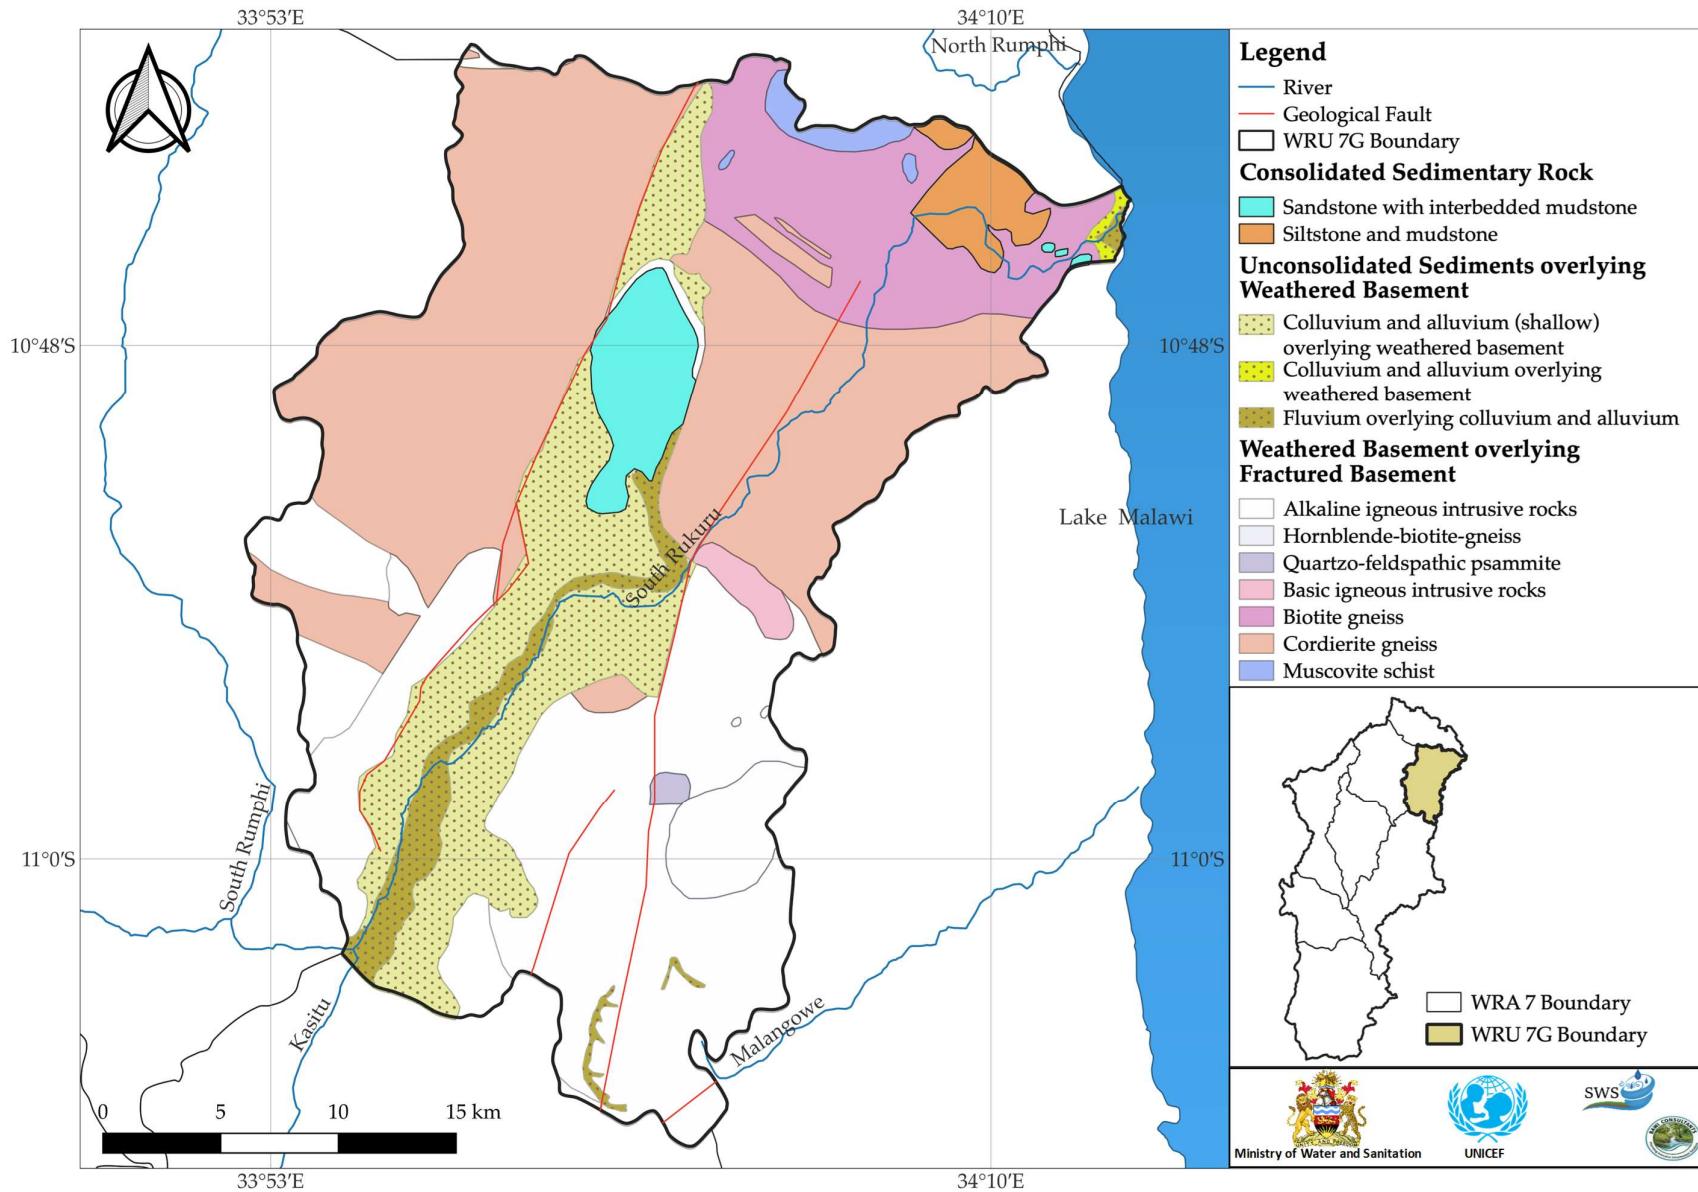 33°53'E
34°10'E
North Rumphi
10°48'S
10°48'S
Lake Malawi
South Rukuru
South Rumphi
11°0'S
11°0'S
Kasitu
Malangowe
0 5 10 15 km
33°53'E
34°10'E
Legend
River
Geological Fault
WRU 7G Boundary
Consolidated Sedimentary Rock
Sandstone with interbedded mudstone
Siltstone and mudstone
Unconsolidated Sediments overlying
Weathered Basement
Colluvium and alluvium (shallow)
overlying weathered basement
Colluvium and alluvium overlying
weathered basement
Fluvium overlying colluvium and alluvium
Weathered Basement overlying
Fractured Basement
Alkaline igneous intrusive rocks
Hornblende-biotite-gneiss
Quartzo-feldspathic psammite
Basic igneous intrusive rocks
Biotite gneiss
Cordierite gneiss
Muscovite schist
WRA 7 Boundary
WRU 7G Boundary
UNITY AND FREEDOM
Ministry of Water and Sanitation
UNICEF
SWS